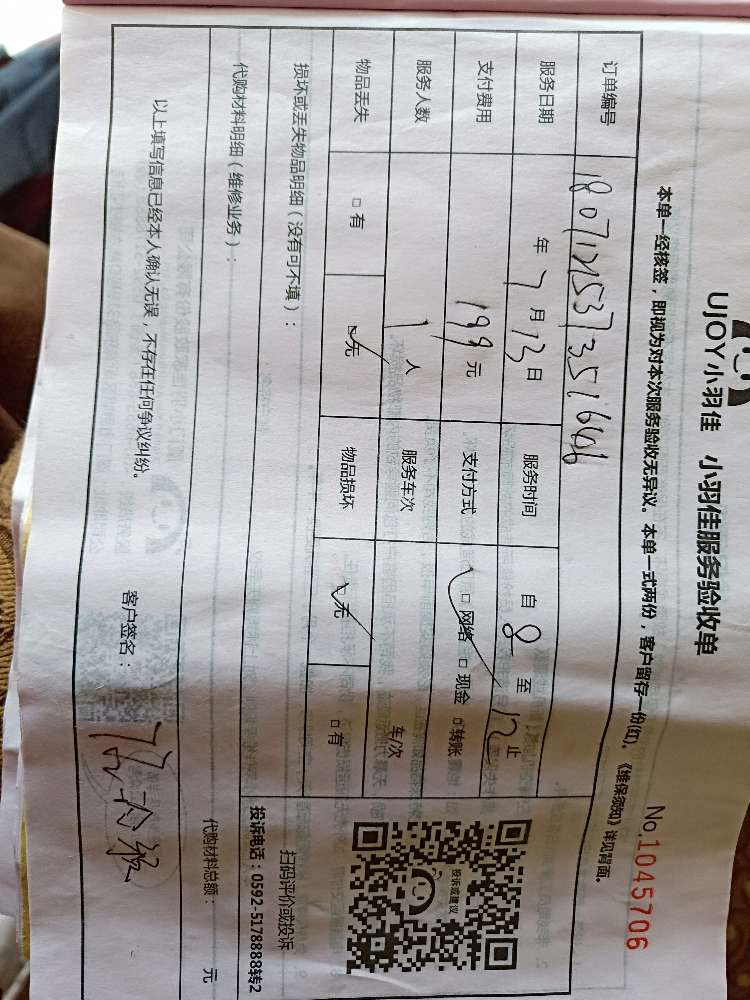 UJOY小羽佳 小羽佳服务验收单
No.1045706
本单一经核签，即视为对本次服务验收无异议。本单一式两份，客户留存一份(红)。《维保须知》详见背面。
订单编号
服务日期 年 7 月 13 日 服务时间 自 8 至 12 止
支付费用 199 元 支付方式 □ 网络 □ 现金 □ 转账
服务人数 1 人 服务车次 车/次
物品丢失 □ 有 □ 无 物品损坏 □ 无 □ 有
损坏或丢失物品明细（没有可不填）：
代购材料明细（维修业务）：
代购材料总额： 元
以上填写信息已经本人确认无误，不存在任何争议纠纷。
客户签名：
投诉或建议
扫码评价或投诉
投诉电话：0592-5178888转2